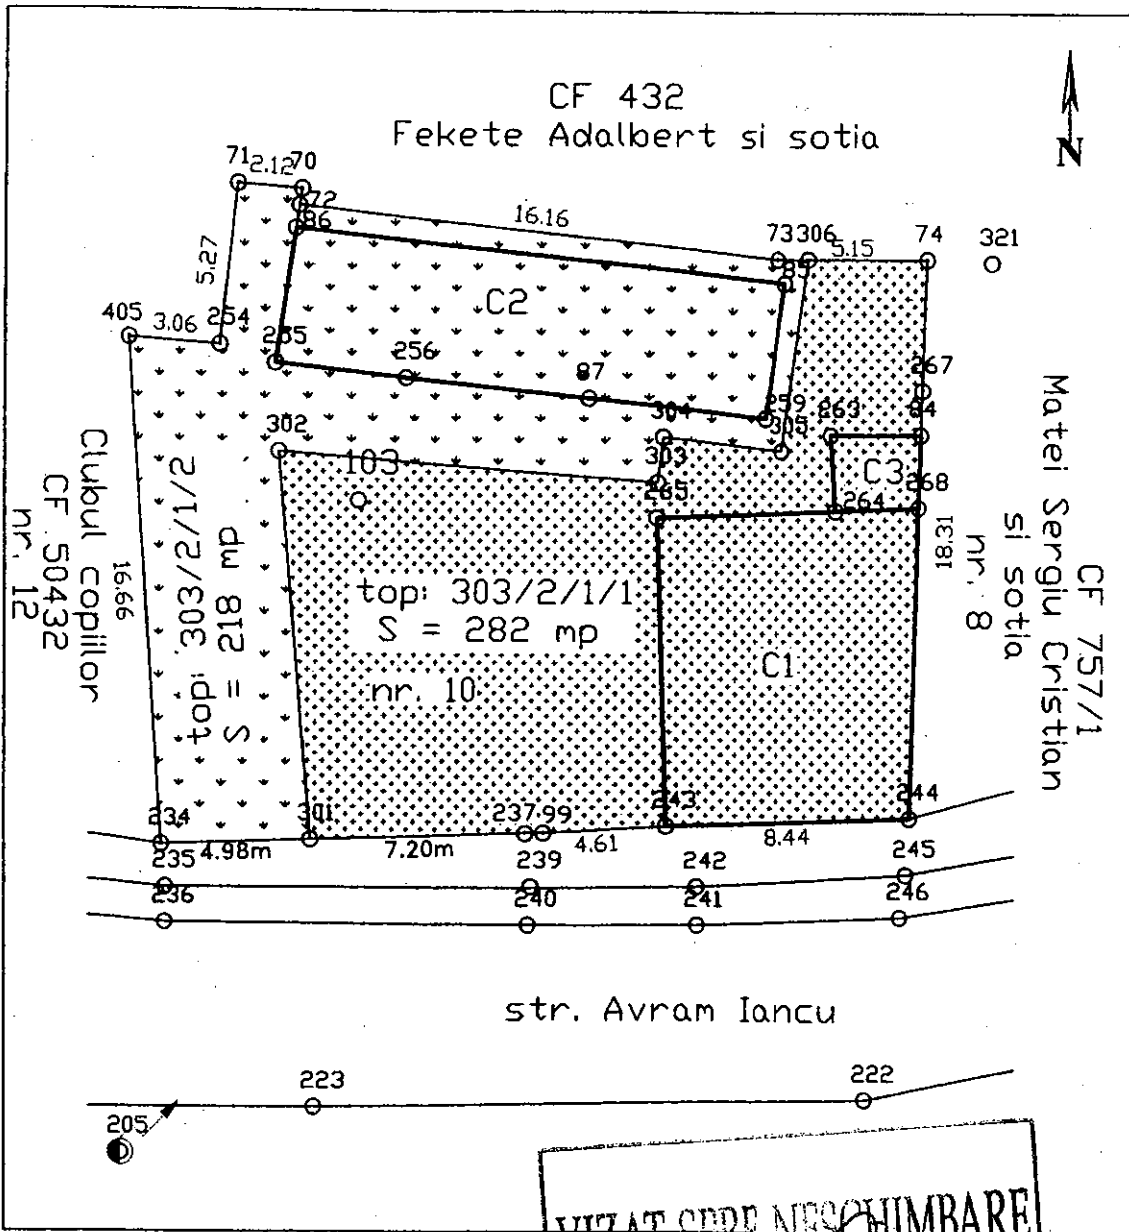 CF 432
Fekete Adalbert si sotia
N
71
2.12
70
72
86
16.16
73
306
5.15
74
321
85
5.27
C2
405
3.06
254
255
256
87
267
259
263
84
304
305
302
103
303
265
C3
268
264
Clubul copiilor
CF 50432
nr. 12
16.66
top: 303/2/1/2
S = 218 mp
top: 303/2/1/1
S = 282 mp
nr. 10
C1
18.31
Matei Sergiu Cristian
si sotia
nr. 8
CF 757/1
234
301
237
99
243
244
4.98m
7.20m
4.61
8.44
235
239
242
245
236
240
241
246
str. Avram Iancu
223
222
205
VIZAT SPRE NESCHIMBARE